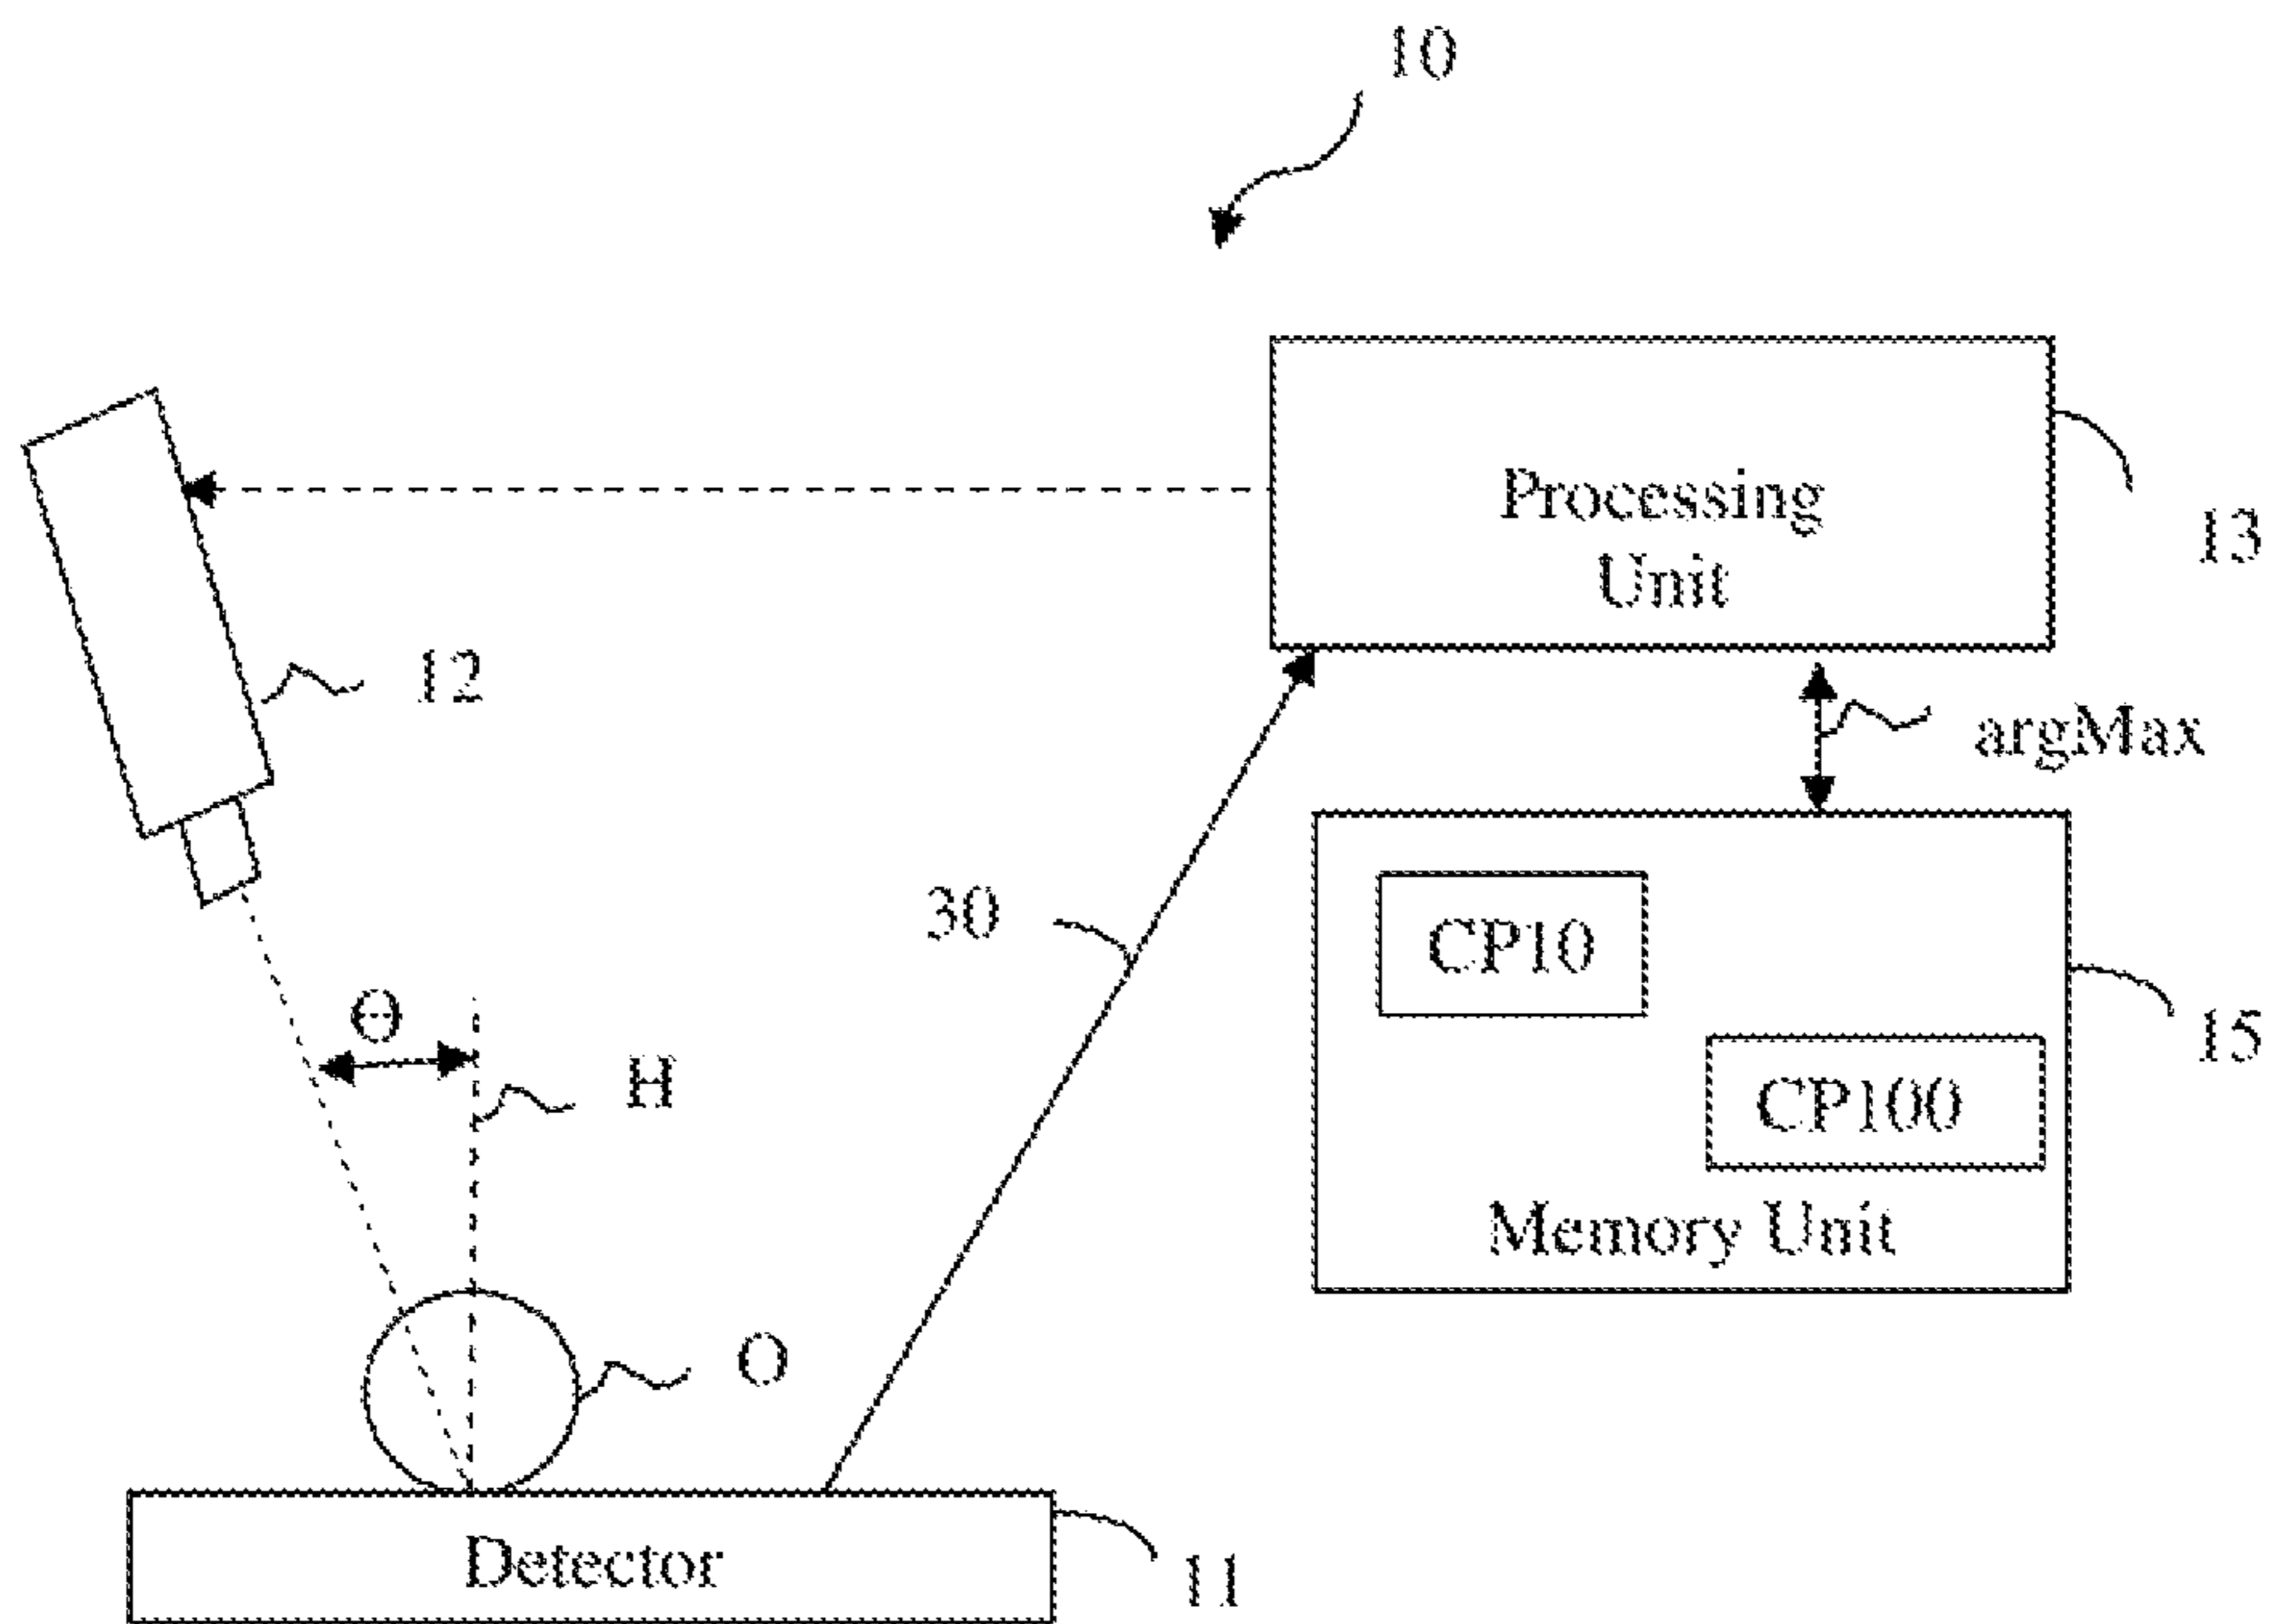 10
Processing
Unit
13
12
argMax
30
CP10
Θ
H
15
CP100
Memory Unit
O
Detector
11